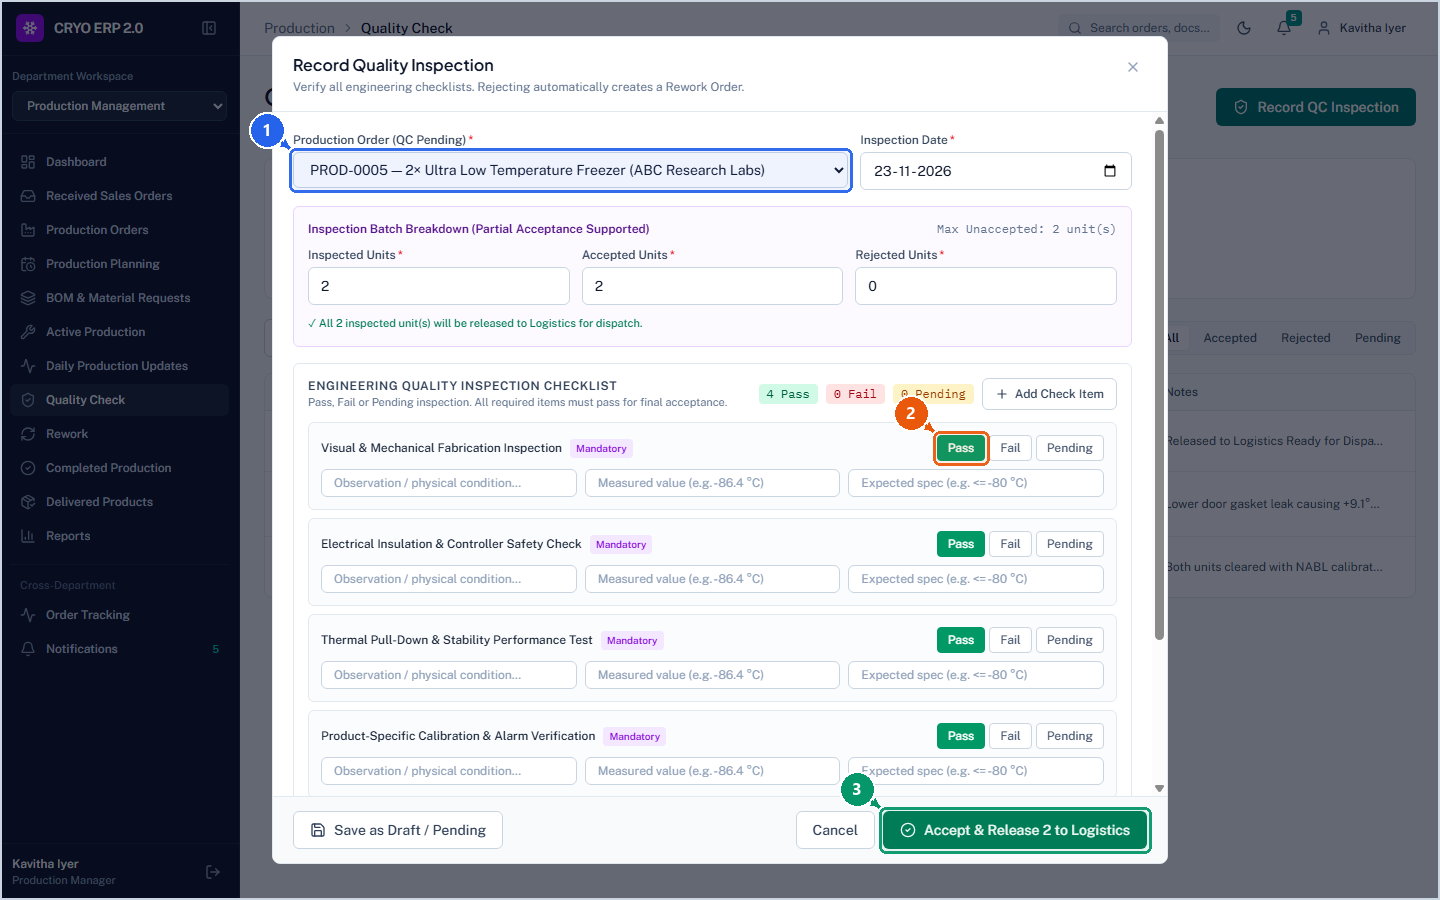 CRYO ERP 2.0
Production > Quality Check
Search orders, docs...
5
Kavitha Iyer
Department Workspace
Production Management
Dashboard
Received Sales Orders
Production Orders
Production Planning
BOM & Material Requests
Active Production
Daily Production Updates
Quality Check
Rework
Completed Production
Delivered Products
Reports
Cross-Department
Order Tracking
Notifications 5
Kavitha Iyer
Production Manager
Record QC Inspection
All Accepted Rejected Pending
Notes
Released to Logistics Ready for Dispa...
Lower door gasket leak causing +9.1°...
Both units cleared with NABL calibrat...
Record Quality Inspection
Verify all engineering checklists. Rejecting automatically creates a Rework Order.
1
Production Order (QC Pending) *
PROD-0005 — 2× Ultra Low Temperature Freezer (ABC Research Labs)
Inspection Date *
23-11-2026
Inspection Batch Breakdown (Partial Acceptance Supported)
Max Unaccepted: 2 unit(s)
Inspected Units *
2
Accepted Units *
2
Rejected Units *
0
✓ All 2 inspected unit(s) will be released to Logistics for dispatch.
ENGINEERING QUALITY INSPECTION CHECKLIST
Pass, Fail or Pending inspection. All required items must pass for final acceptance.
4 Pass 0 Fail 0 Pending + Add Check Item
2
Visual & Mechanical Fabrication Inspection Mandatory Pass Fail Pending
Observation / physical condition... Measured value (e.g. -86.4 °C) Expected spec (e.g. <= -80 °C)
Electrical Insulation & Controller Safety Check Mandatory Pass Fail Pending
Observation / physical condition... Measured value (e.g. -86.4 °C) Expected spec (e.g. <= -80 °C)
Thermal Pull-Down & Stability Performance Test Mandatory Pass Fail Pending
Observation / physical condition... Measured value (e.g. -86.4 °C) Expected spec (e.g. <= -80 °C)
Product-Specific Calibration & Alarm Verification Mandatory Pass Fail Pending
Observation / physical condition... Measured value (e.g. -86.4 °C) Expected spec (e.g. <= -80 °C)
3
Save as Draft / Pending Cancel Accept & Release 2 to Logistics